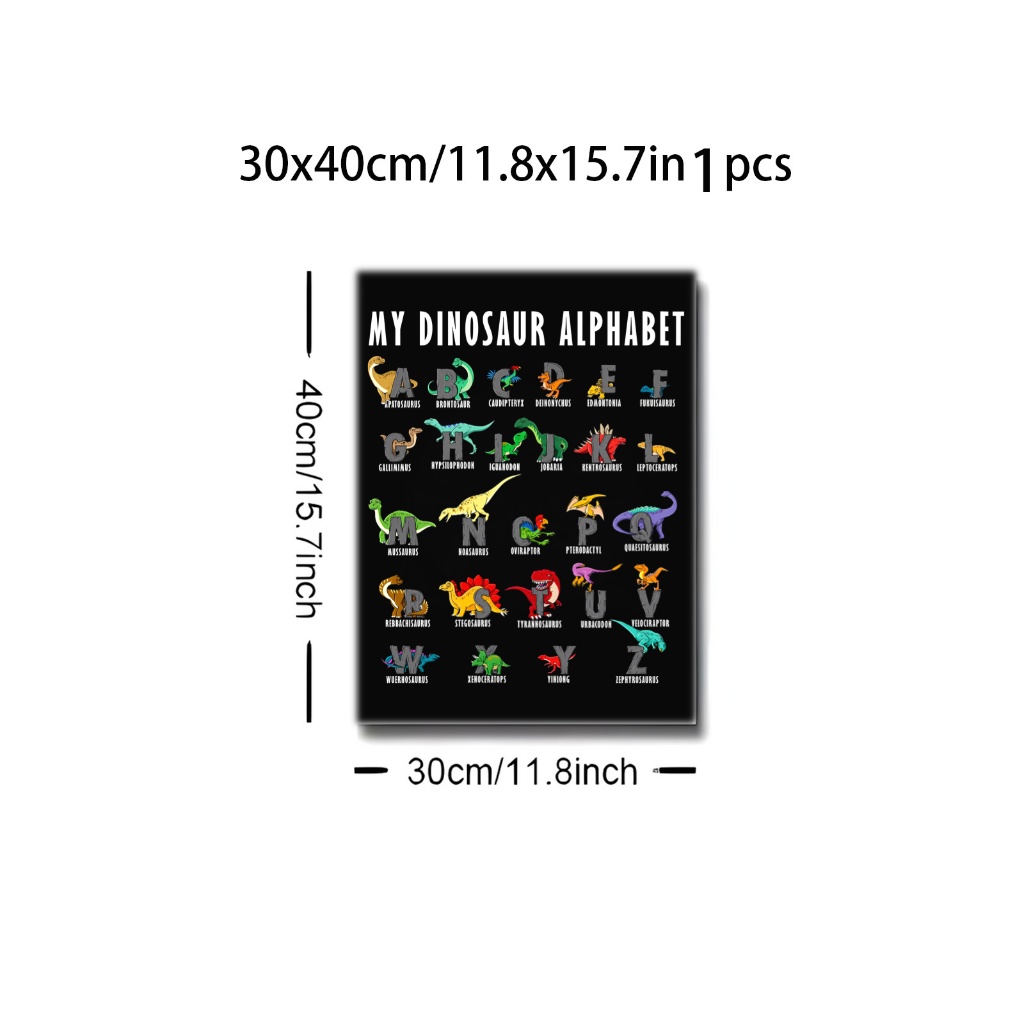 30x40cm/11.8x15.7in 1 pcs
40cm/15.7inch
MY DINOSAUR ALPHABET
A B C D E F
APATOSAURUS BRONTOSAUR CAUDIPTERYX DEINONYCHUS EDMONTONIA FUKUISAURUS
G H I J K L
GALLIMIMUS HYPSILOPHODON IGUANODON JOBARIA KENTROSAURUS LEPTOCERATOPS
M N O P Q
MUSSAURUS NOASAURUS OVIRAPTOR PTERODACTYL QUAESITOSAURUS
R S T U V
REBBACHISAURUS STEGOSAURUS TYRANNOSAURUS URBACODON VELOCIRAPTOR
W X Y Z
WUERHOSAURUS XENOCERATOPS YINLONG ZEPHYROSAURUS
30cm/11.8inch